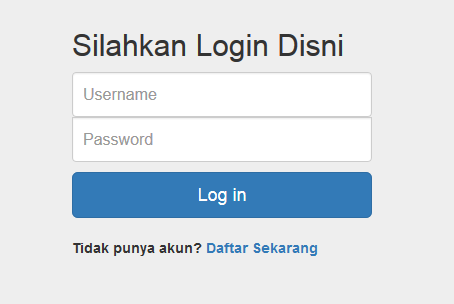 Silahkan Login Disni
Username
Password
Log in
Tidak punya akun? Daftar Sekarang